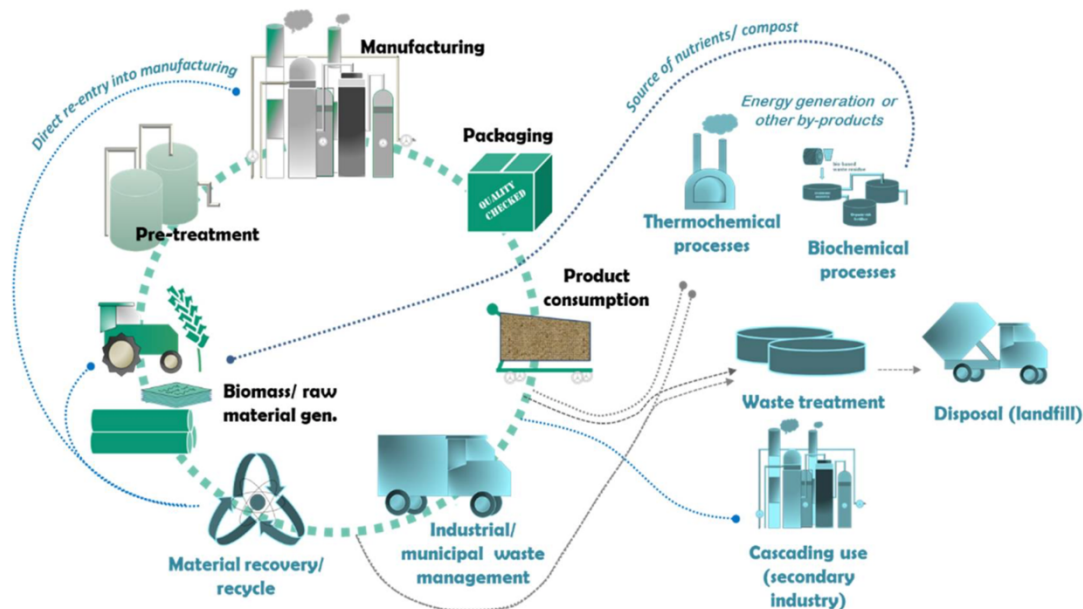 Manufacturing
Direct re-entry into manufacturing
Source of nutrients/ compost
Energy generation or
other by-products
Packaging
QUALITY
CHECKED
Pre-treatment
Thermochemical
processes
Biochemical
processes
Product
consumption
Biomass/ raw
material gen.
Waste treatment
Disposal (landfill)
Industrial/
municipal waste
management
Material recovery/
recycle
Cascading use
(secondary
industry)